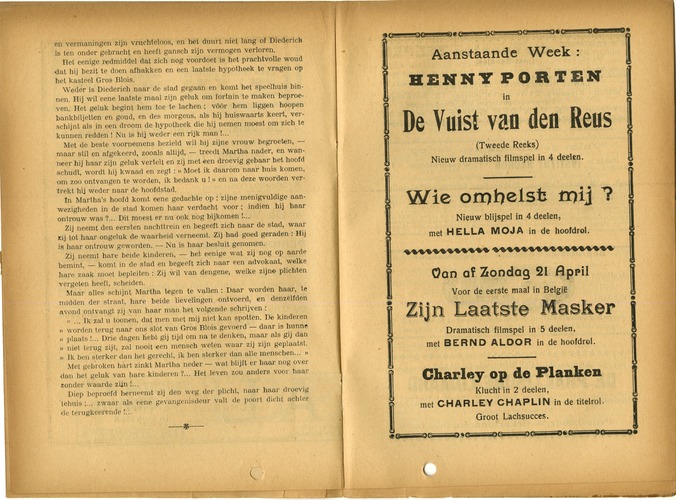 en vermaningen zijn vruchteloos, en het duurt niet lang of Diederich
is ten onder gebracht en heeft gansch zijn vermogen verloren.
Het eenige redmiddel dat zich nog voordoet is het prachtvolle woud
dat hij bezit te doen afhakken en een laatste hypotheek te vragen op
het kasteel Gros Blois.
Weder is Diederich naar de stad gegaan en komt het speelhuis bin-
nen. Hij wil eene laatste maal zijn geluk om fortuin te maken beproe-
ven. Het geluk begint hem toe te lachen ; vóór hem liggen hoopen
bankbiljetten en goud, en des morgens, als hij huiswaarts keert, ver-
schijnt als in een droom de hypotheek die hij nemen moest om zich te
kunnen redden ! Nu is hij weder een rijk man !...
Met de beste voornemens bezield wil hij zijne vrouw begroeten, —
maar stil en afgekeerd, zooals altijd, — treedt Martha nader, en wan-
neer hij haar zijn geluk vertelt en zij met een droevig gebaar het hoofd
schudt, wordt hij kwaad en zegt : « Moet ik daarom naar huis komen,
om zoo ontvangen te worden, ik bedank u ! » en na deze woorden ver-
trekt hij weder naar de hoofdstad.
In Martha's hoofd komt eene gedachte op : zijne menigvuldige aan-
wezigheden in de stad komen haar verdacht voor ; indien hij haar
ontrouw was ?... Dit moest er nu ook nog bijkomen !...
Zij neemt den eersten nachttrein en begeeft zich naar de stad, waar
zij tot haar ongeluk de waarheid verneemt. Zij had goed geraden : Hij
is haar ontrouw geworden. — Nu is haar besluit genomen.
Zij neemt hare beide kinderen, — het eenige wat zij nog op aarde
bemint, — komt in de stad en begeeft zich naar een advokaat, welke
hare zaak moet bepleiten : Zij wil van dengene, welke zijne plichten
vergeten heeft, scheiden.
Maar alles schijnt Martha tegen te vallen : Daar worden haar, te
midden der straat, hare beide lievelingen ontvoerd, en denzelfden
avond ontvangt zij van haar man het volgende schrijven :
« ... Ik zal u toonen, dat men met mij niet kan spotten. De kinderen
» worden terug naar ons slot van Gros Blois gevoerd — daar is hunne
» plaats !... Drie dagen heb gij tijd om na te denken, maar als gij dan
» niet terug zijt, zal nooit een mensch weten waar zij zijn geplaatst.
» Ik ben sterker dan het gerecht, ik ben sterker dan alle menschen... »
Met gebroken hart zinkt Martha neder — wat blijft er haar nog over
dan het geluk van hare kinderen ?... Het leven zou anders voor haar
zonder waarde zijn !...
Diep beproefd herneemt zij den weg der plicht, naar haar droevig
tehuis ;... zwaar als eene gevangenisdeur valt de poort dicht achter
de terugkeerende !...
Aanstaande Week :
HENNY PORTEN
in
De Vuist van den Reus
(Tweede Reeks)
Nieuw dramatisch filmspel in 4 deelen.
Wie omhelst mij ?
Nieuw blijspel in 4 deelen,
met HELLA MOJA in de hoofdrol.
Van af Zondag 21 April
Voor de eerste maal in België
Zijn Laatste Masker
Dramatisch filmspel in 5 deelen,
met BERND ALDOR in de hoofdrol.
Charley op de Planken
Klucht in 2 deelen,
met CHARLEY CHAPLIN in de titelrol.
Groot Lachsucces.